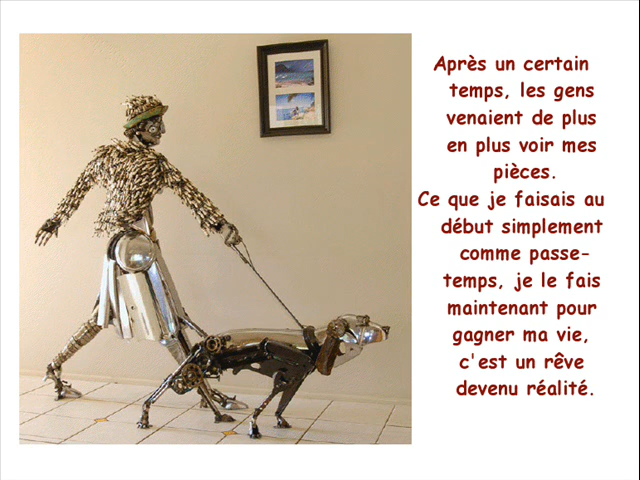 Après un certain
temps, les gens
venaient de plus
en plus voir mes
pièces.
Ce que je faisais au
début simplement
comme passe-
temps, je le fais
maintenant pour
gagner ma vie,
c'est un rêve
devenu réalité.